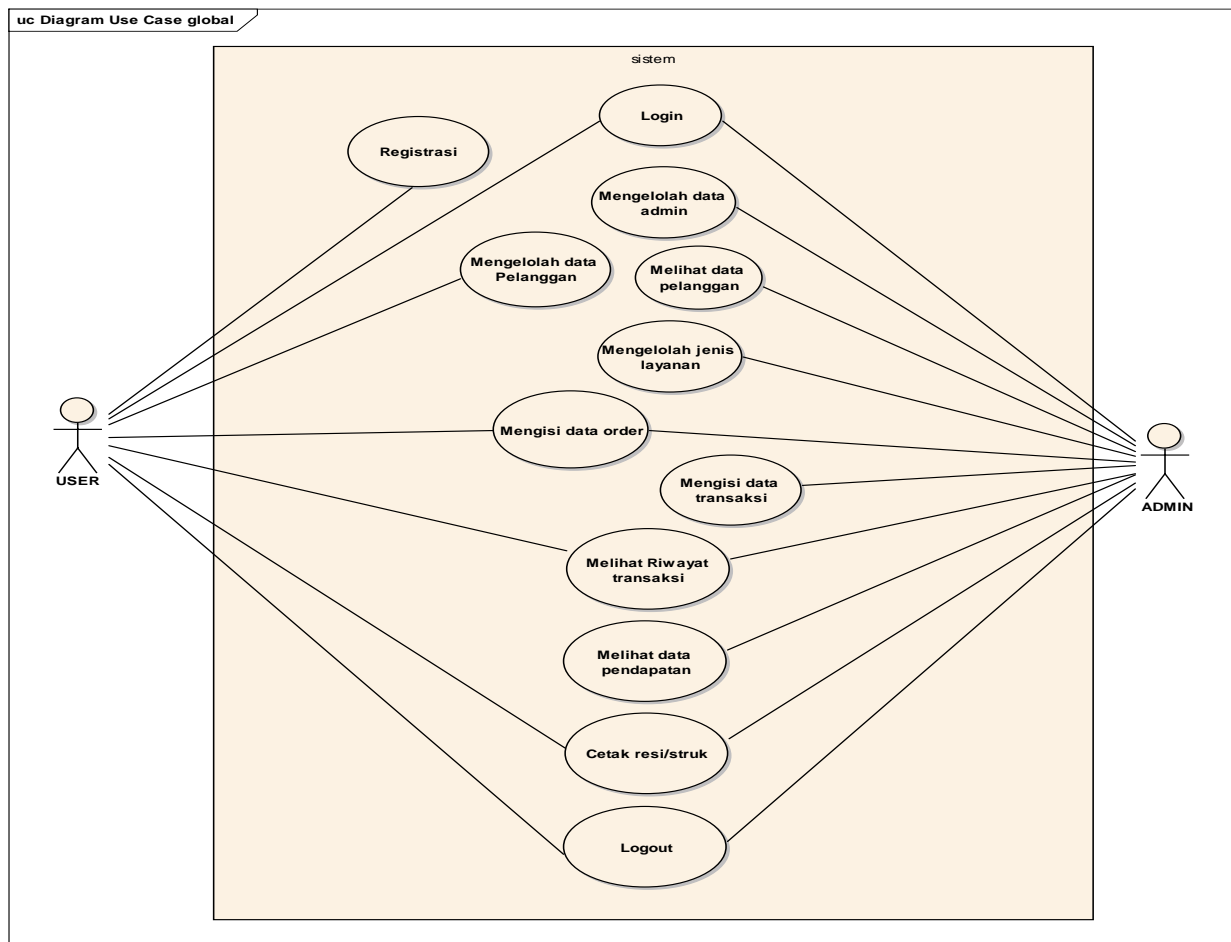 uc Diagram Use Case global
sistem
Login
Registrasi
Mengelolah data
admin
Mengelolah data
Pelanggan
Melihat data
pelanggan
Mengelolah jenis
layanan
Mengisi data order
USER
Mengisi data
transaksi
ADMIN
Melihat Riwayat
transaksi
Melihat data
pendapatan
Cetak resi/struk
Logout